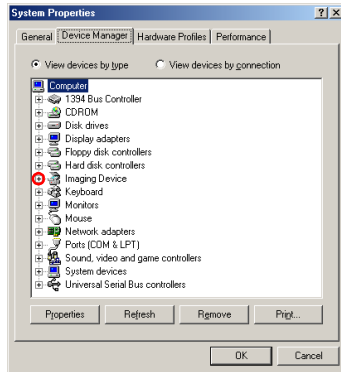 System Properties
General Device Manager Hardware Profiles Performance
View devices by type View devices by connection
Computer
1394 Bus Controller
CDROM
Disk drives
Display adapters
Floppy disk controllers
Hard disk controllers
Imaging Device
Keyboard
Monitors
Mouse
Network adapters
Ports (COM & LPT)
Sound, video and game controllers
System devices
Universal Serial Bus controllers
Properties Refresh Remove Print...
OK Cancel